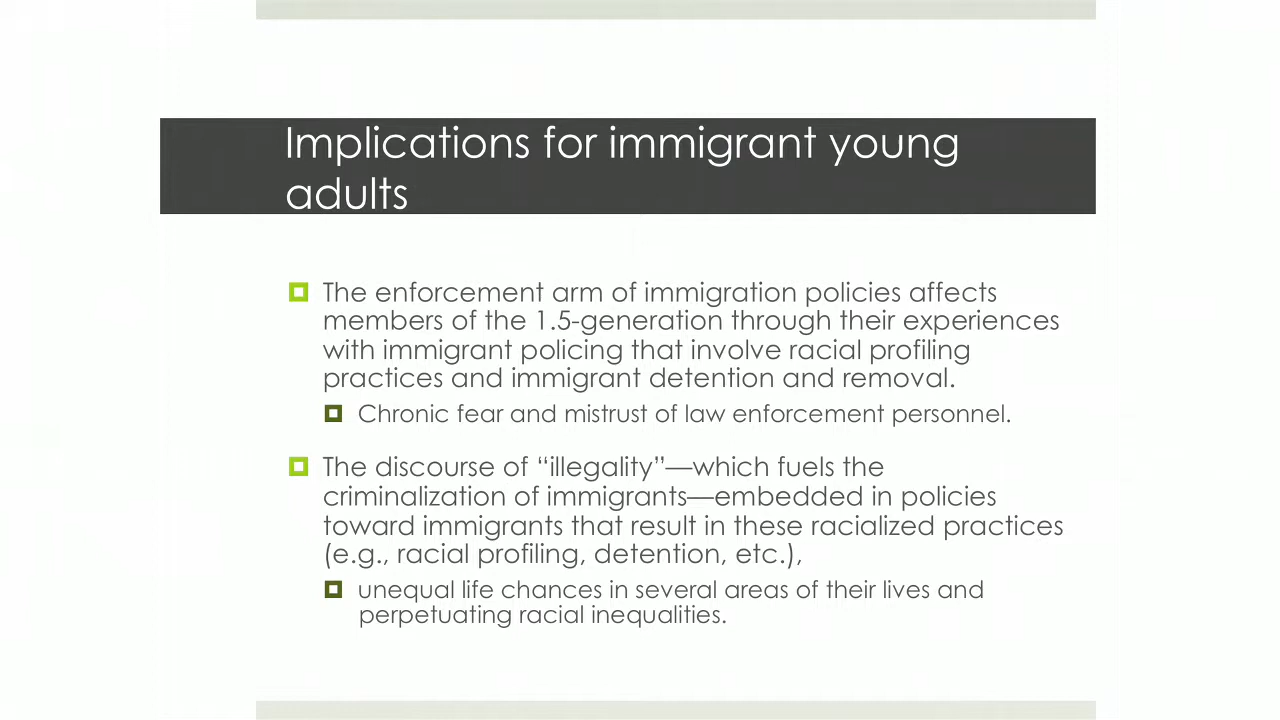 Implications for immigrant young
adults
The enforcement arm of immigration policies affects
members of the 1.5-generation through their experiences
with immigrant policing that involve racial profiling
practices and immigrant detention and removal.
Chronic fear and mistrust of law enforcement personnel.
The discourse of “illegality”—which fuels the
criminalization of immigrants—embedded in policies
toward immigrants that result in these racialized practices
(e.g., racial profiling, detention, etc.),
unequal life chances in several areas of their lives and
perpetuating racial inequalities.